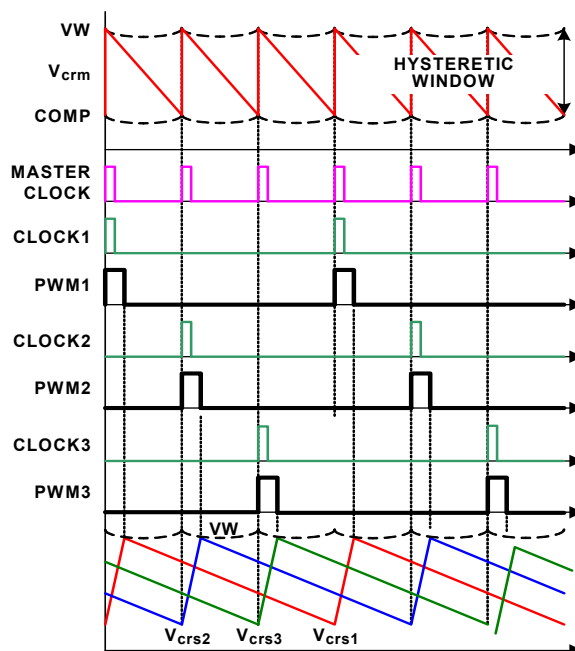 VW
HYSTERETIC
WINDOW
Vcrm
COMP
MASTER
CLOCK
CLOCK1
PWM1
CLOCK2
PWM2
CLOCK3
PWM3
VW
Vcrs2
Vcrs3
Vcrs1